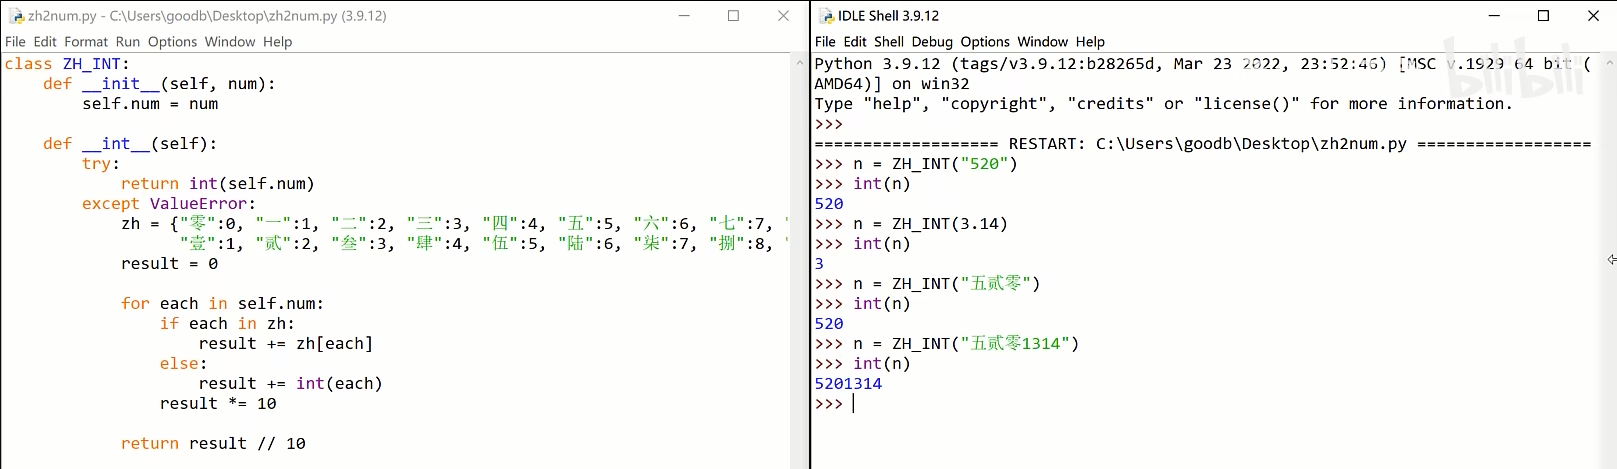 zh2num.py - C:\Users\goodb\Desktop\zh2num.py (3.9.12)
File Edit Format Run Options Window Help
class ZH_INT:
    def __init__(self, num):
        self.num = num
    def __int__(self):
        try:
            return int(self.num)
        except ValueError:
            zh = {"零":0, "一":1, "二":2, "三":3, "四":4, "五":5, "六":6, "七":7, "
                  "壹":1, "贰":2, "叁":3, "肆":4, "伍":5, "陆":6, "柒":7, "捌":8, "
            result = 0
            for each in self.num:
                if each in zh:
                    result += zh[each]
                else:
                    result += int(each)
                result *= 10
            return result // 10
IDLE Shell 3.9.12
File Edit Shell Debug Options Window Help
Python 3.9.12 (tags/v3.9.12:b28265d, Mar 23 2022, 23:52:46) [MSC v.1929 64 bit (
AMD64)] on win32
Type "help", "copyright", "credits" or "license()" for more information.
>>>
=================== RESTART: C:\Users\goodb\Desktop\zh2num.py ==================
>>> n = ZH_INT("520")
>>> int(n)
520
>>> n = ZH_INT(3.14)
>>> int(n)
3
>>> n = ZH_INT("五贰零")
>>> int(n)
520
>>> n = ZH_INT("五贰零1314")
>>> int(n)
5201314
>>>
bilibili